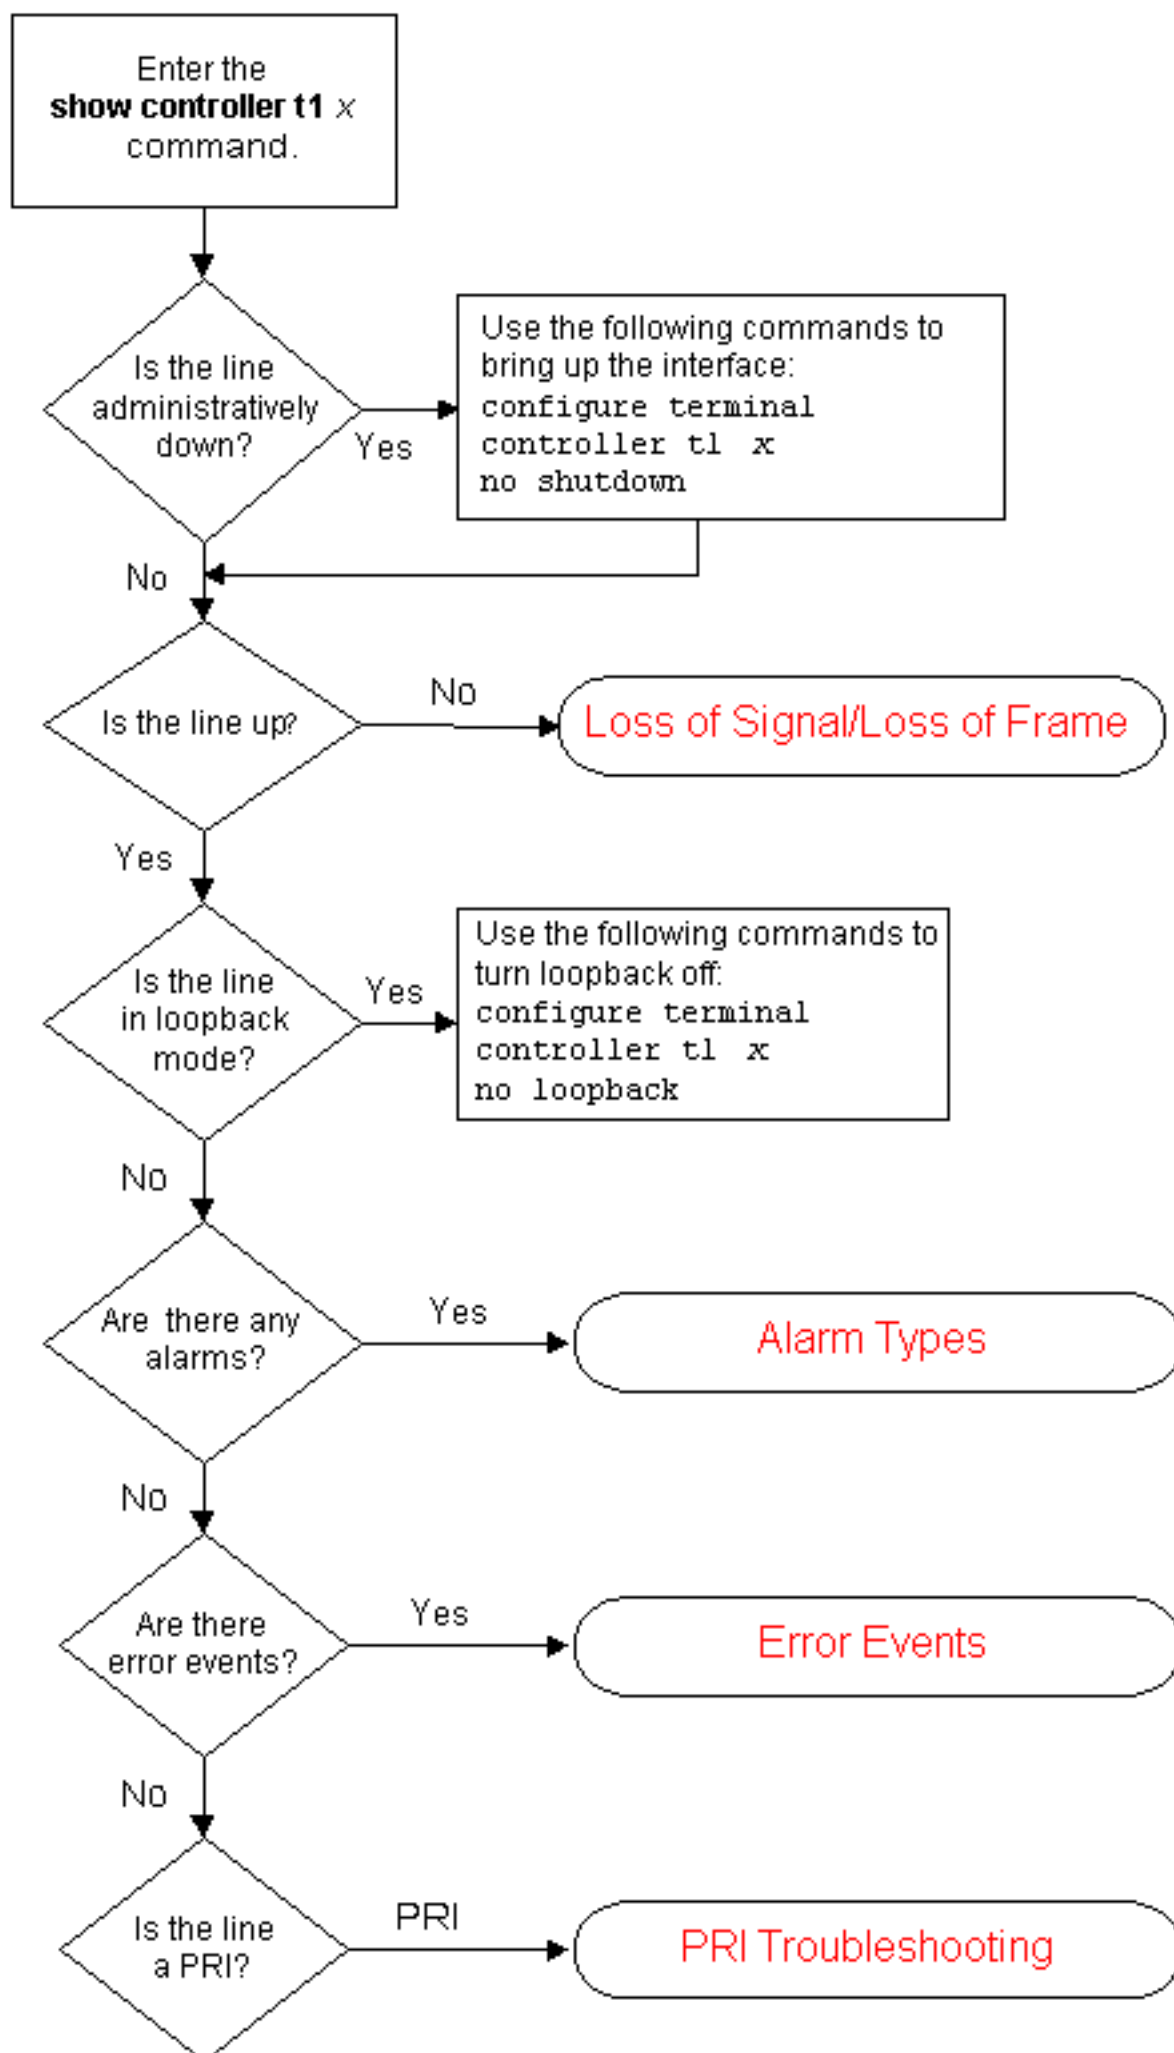 Enter the
show controller t1 x
command.
Is the line
administratively
down?
Yes
Use the following commands to
bring up the interface:
configure terminal
controller t1 x
no shutdown
No
Is the line up?
No
Loss of Signal/Loss of Frame
Yes
Is the line
in loopback
mode?
Yes
Use the following commands to
turn loopback off:
configure terminal
controller t1 x
no loopback
No
Are there any
alarms?
Yes
Alarm Types
No
Are there
error events?
Yes
Error Events
No
Is the line
a PRI?
PRI
PRI Troubleshooting